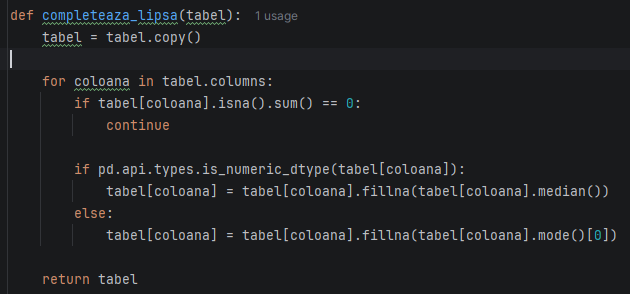 def completeaza_lipsa(tabel): 1 usage
    tabel = tabel.copy()

    for coloana in tabel.columns:
        if tabel[coloana].isna().sum() == 0:
            continue

        if pd.api.types.is_numeric_dtype(tabel[coloana]):
            tabel[coloana] = tabel[coloana].fillna(tabel[coloana].median())
        else:
            tabel[coloana] = tabel[coloana].fillna(tabel[coloana].mode()[0])

    return tabel